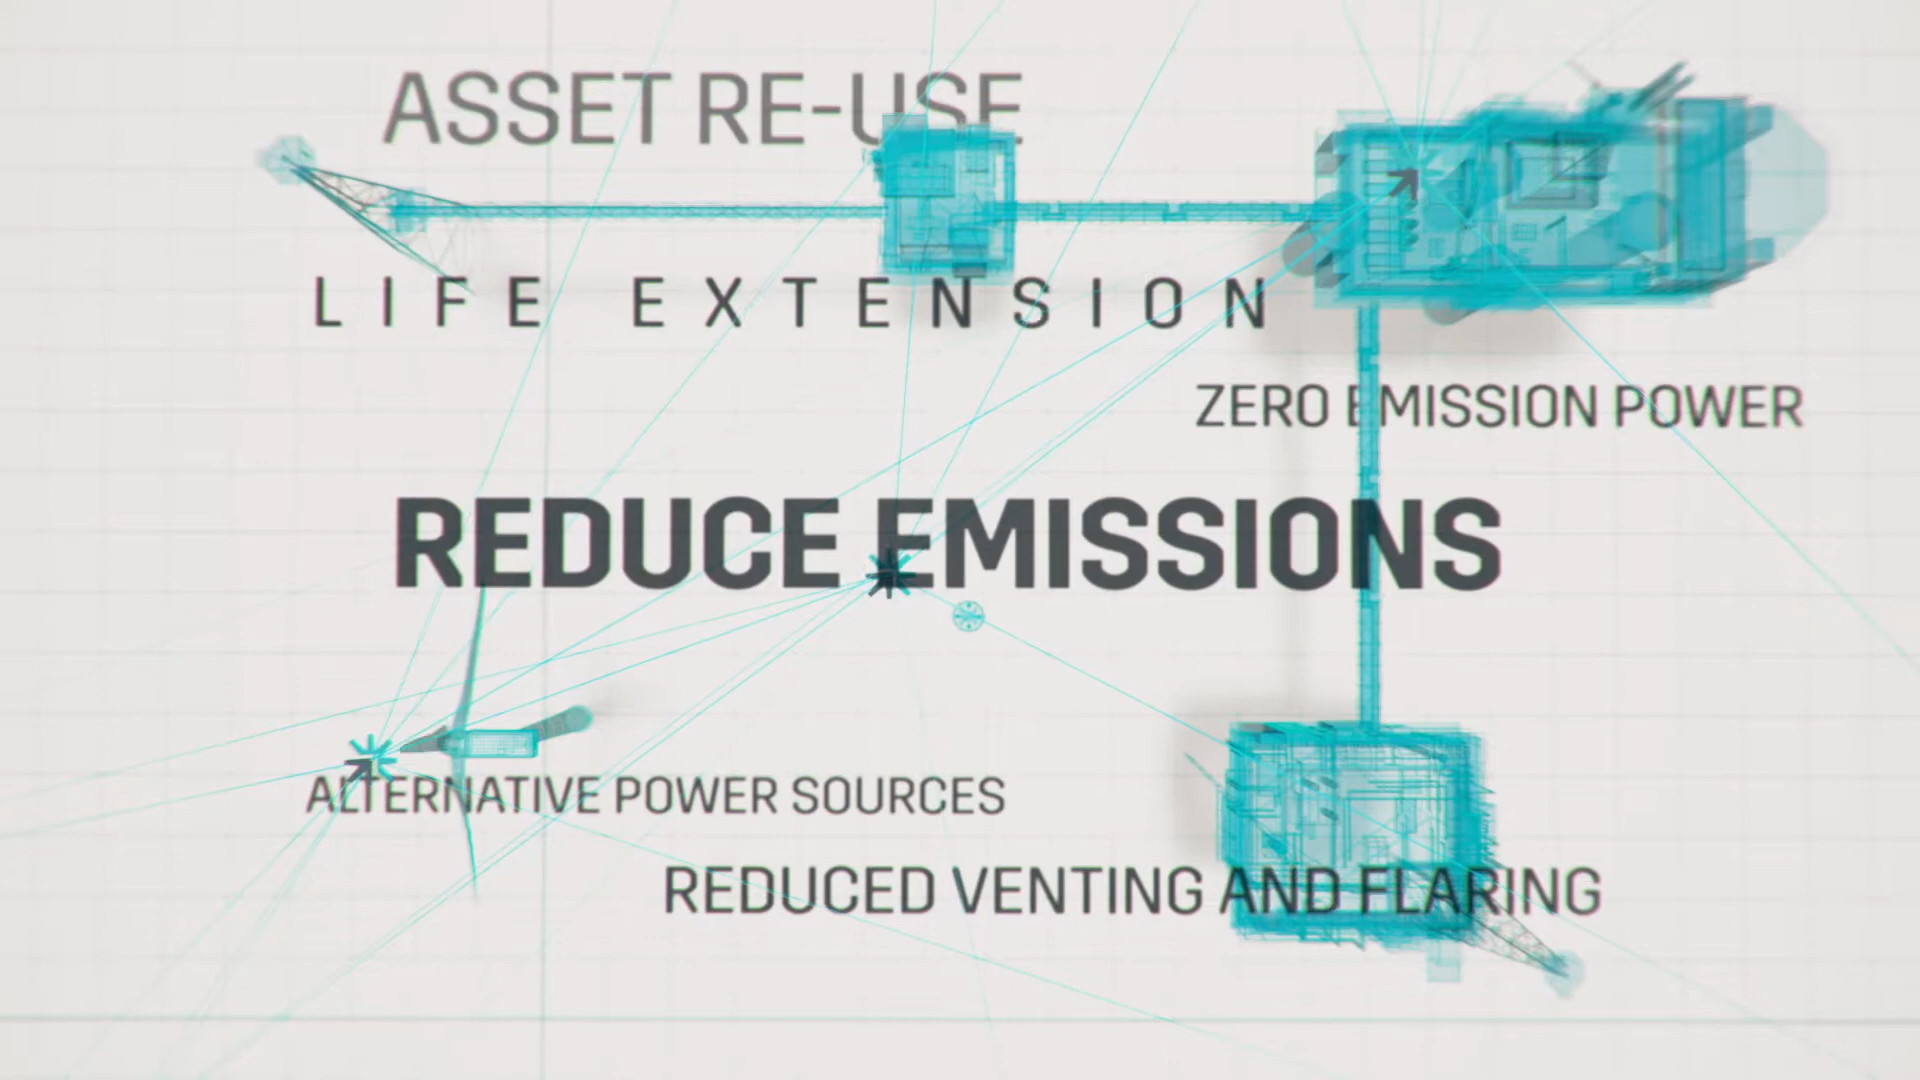 ASSET RE-USE
LIFE EXTENSION
ZERO EMISSION POWER
REDUCE EMISSIONS
ALTERNATIVE POWER SOURCES
REDUCED VENTING AND FLARING